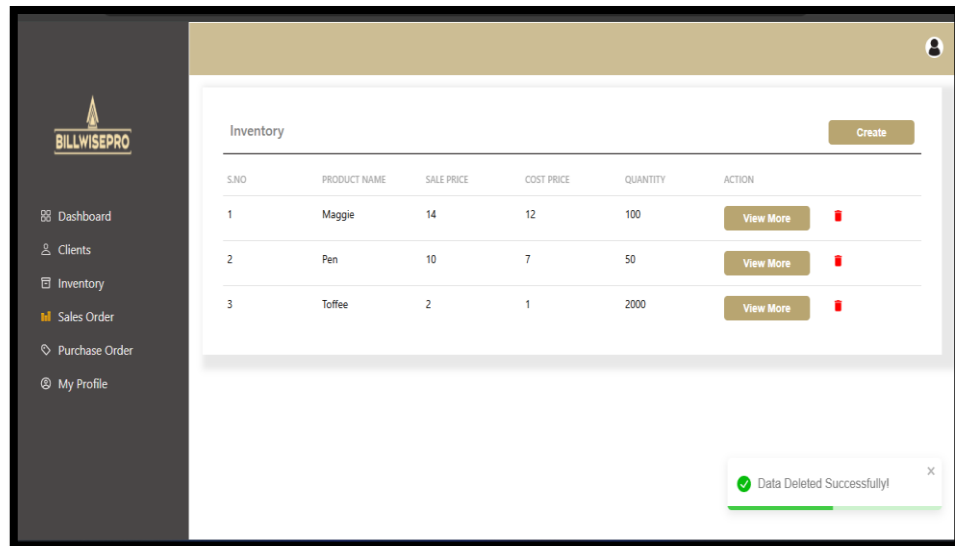 BILLWISEPRO
Dashboard
Clients
Inventory
Sales Order
Purchase Order
My Profile
Inventory
Create
S.NO PRODUCT NAME SALE PRICE COST PRICE QUANTITY ACTION
1 Maggie 14 12 100 View More
2 Pen 10 7 50 View More
3 Toffee 2 1 2000 View More
Data Deleted Successfully!